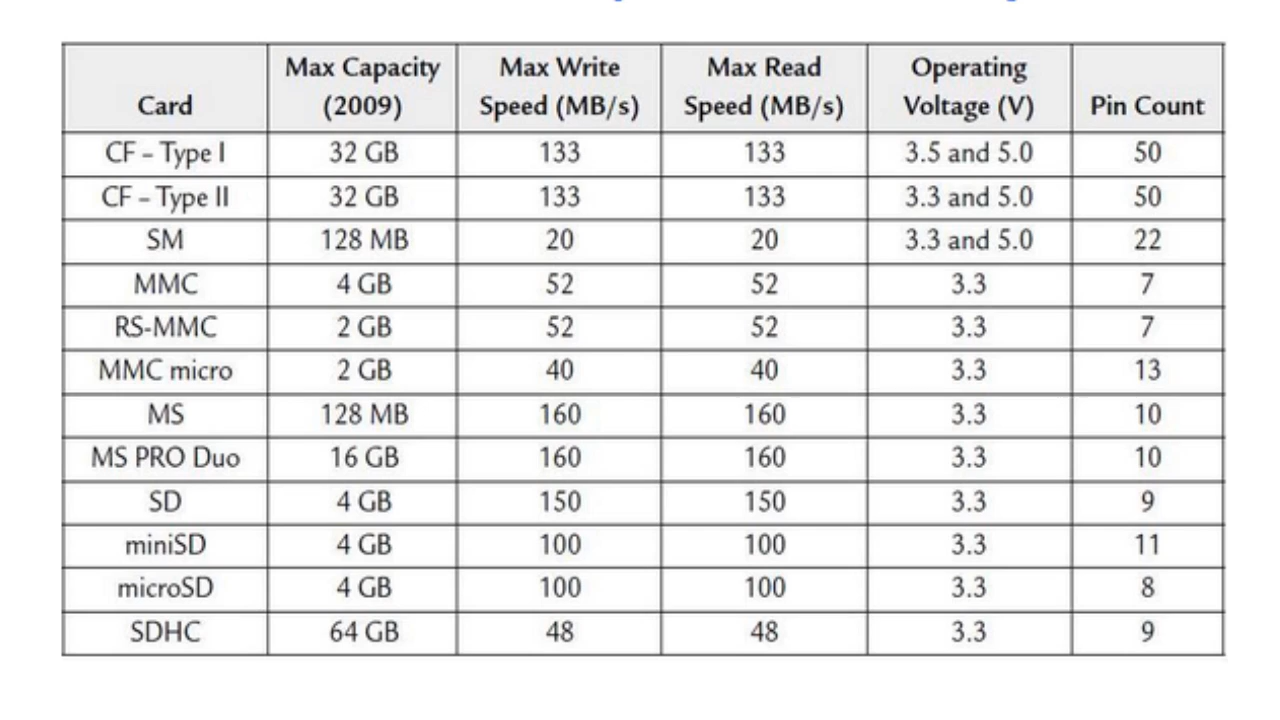 Card Max Capacity (2009) Max Write Speed (MB/s) Max Read Speed (MB/s) Operating Voltage (V) Pin Count
CF – Type I 32 GB 133 133 3.5 and 5.0 50
CF – Type II 32 GB 133 133 3.3 and 5.0 50
SM 128 MB 20 20 3.3 and 5.0 22
MMC 4 GB 52 52 3.3 7
RS-MMC 2 GB 52 52 3.3 7
MMC micro 2 GB 40 40 3.3 13
MS 128 MB 160 160 3.3 10
MS PRO Duo 16 GB 160 160 3.3 10
SD 4 GB 150 150 3.3 9
miniSD 4 GB 100 100 3.3 11
microSD 4 GB 100 100 3.3 8
SDHC 64 GB 48 48 3.3 9